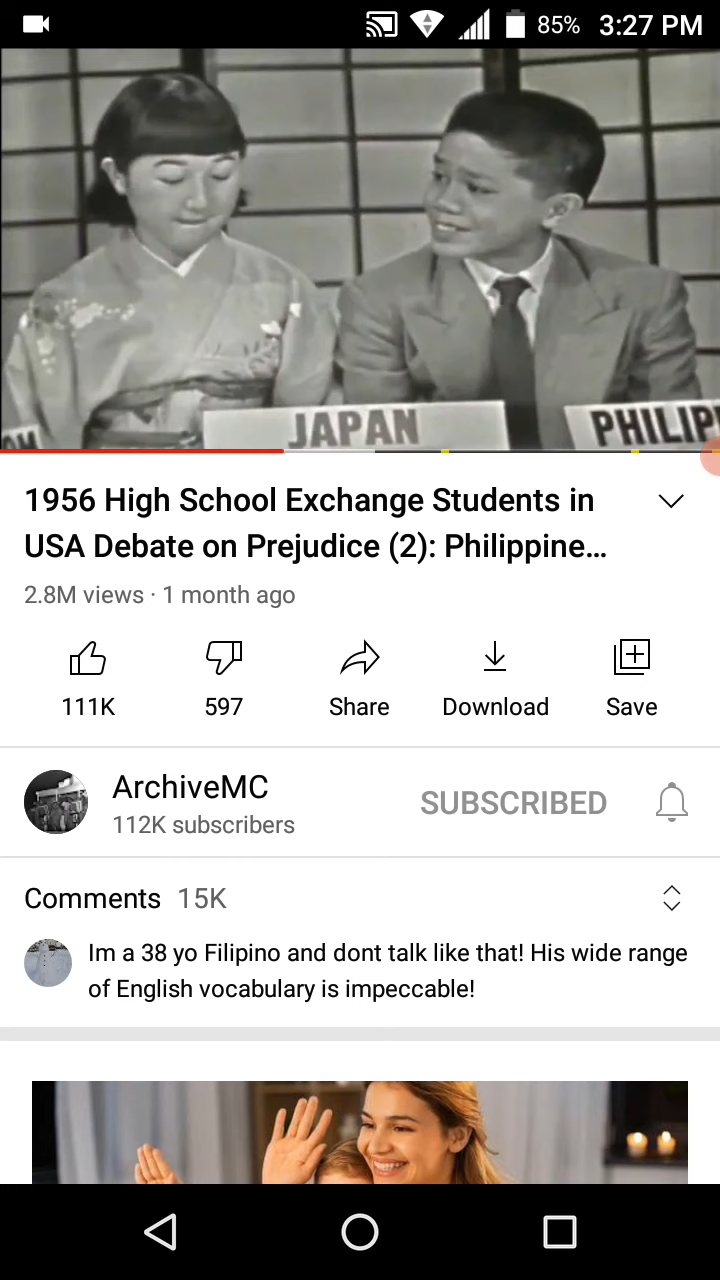 85% 3:27 PM
JAPAN
PHILIP
1956 High School Exchange Students in
USA Debate on Prejudice (2): Philippine...
2.8M views · 1 month ago
111K
597
Share
Download
Save
ArchiveMC
112K subscribers
SUBSCRIBED
Comments 15K
Im a 38 yo Filipino and dont talk like that! His wide range
of English vocabulary is impeccable!